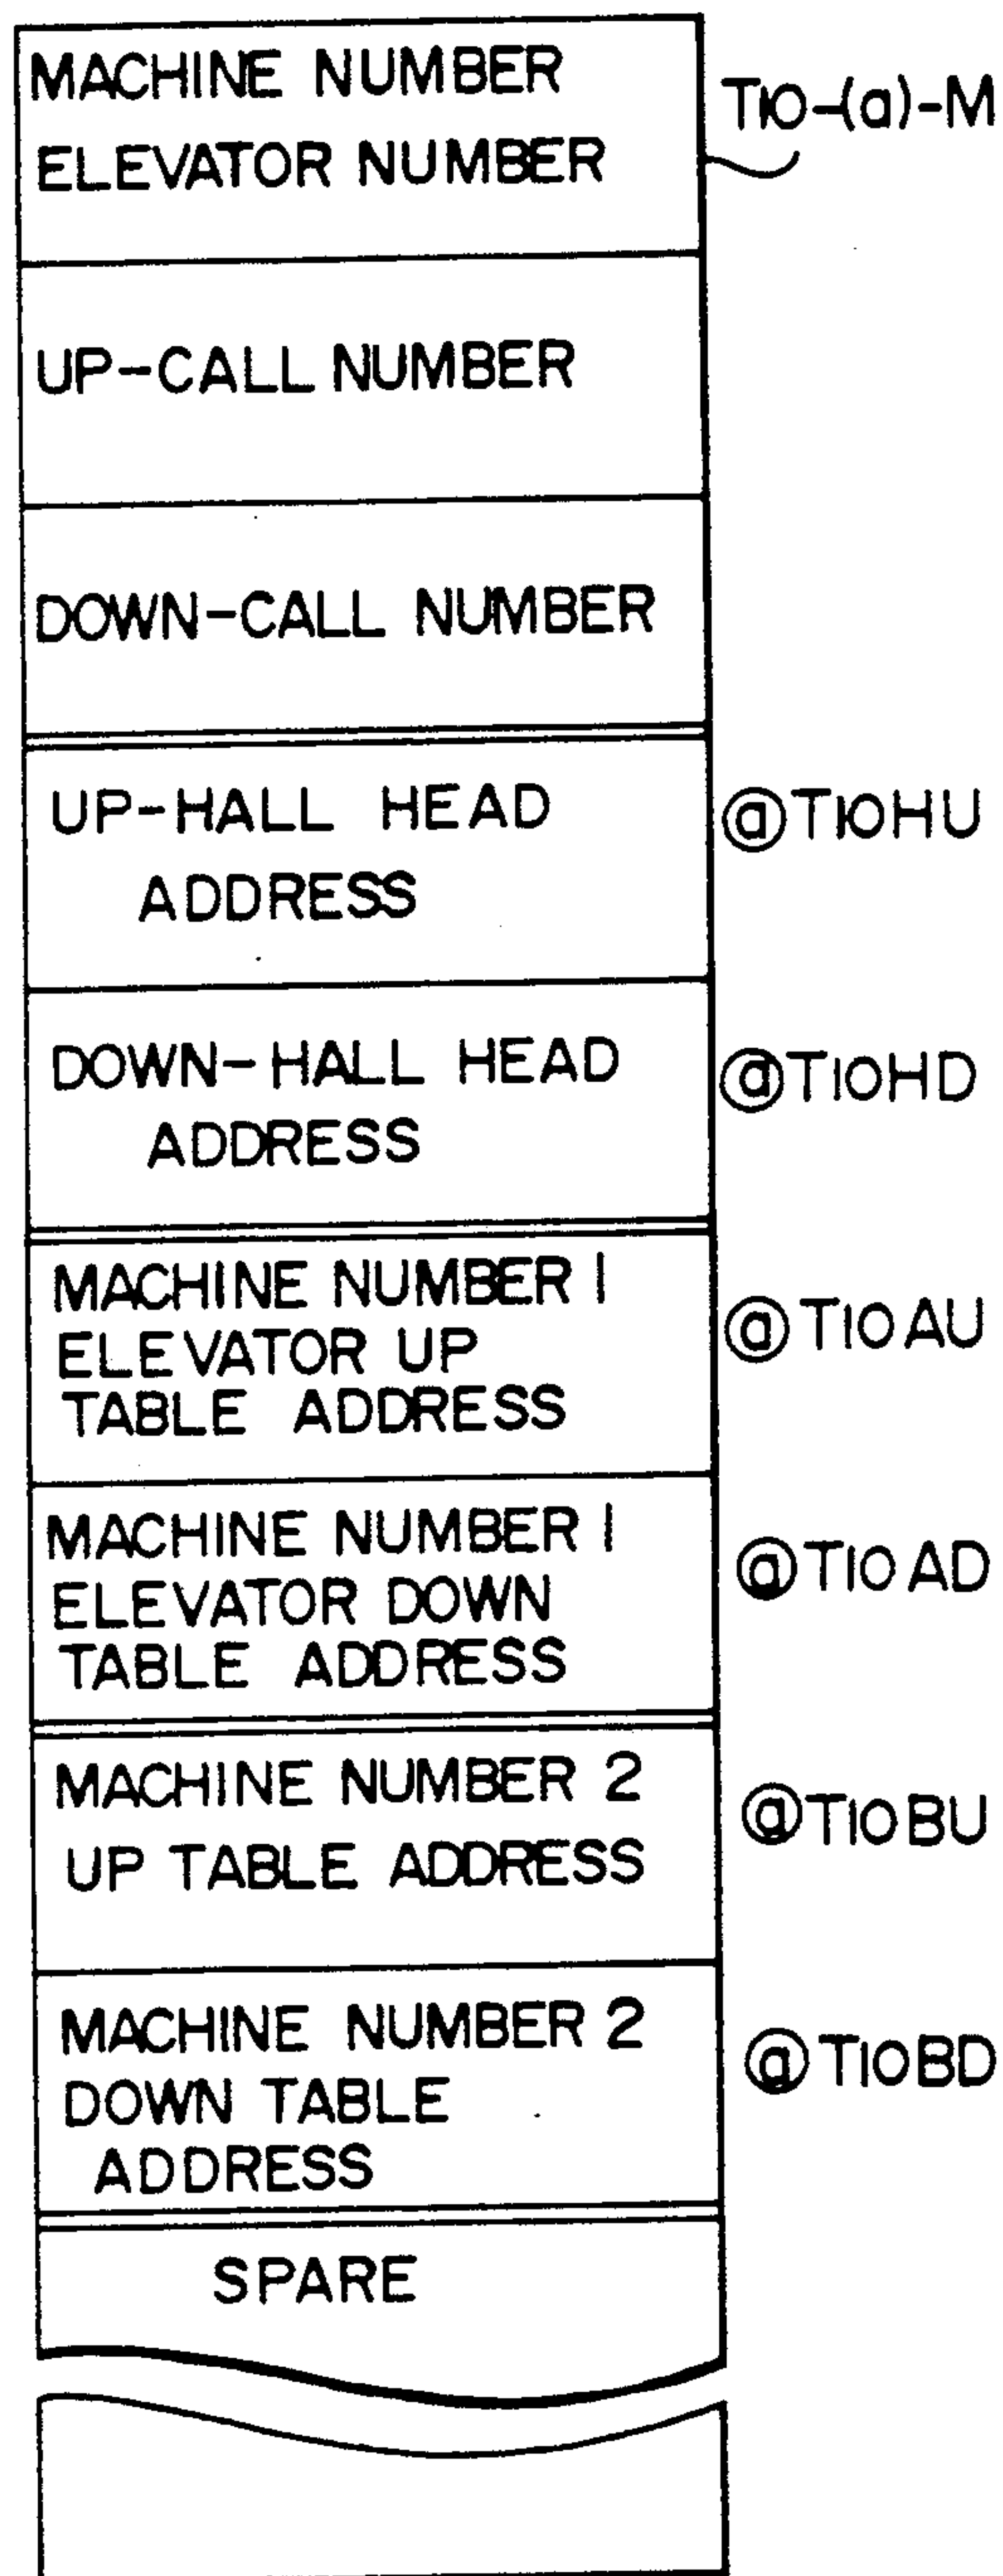 MACHINE NUMBER
ELEVATOR NUMBER
T10-(a)-M
UP-CALL NUMBER
DOWN-CALL NUMBER
UP-HALL HEAD
ADDRESS
@T10HU
DOWN-HALL HEAD
ADDRESS
@T10HD
MACHINE NUMBER 1
ELEVATOR UP
TABLE ADDRESS
@T10AU
MACHINE NUMBER 1
ELEVATOR DOWN
TABLE ADDRESS
@T10AD
MACHINE NUMBER 2
UP TABLE ADDRESS
@T10BU
MACHINE NUMBER 2
DOWN TABLE
ADDRESS
@T10BD
SPARE